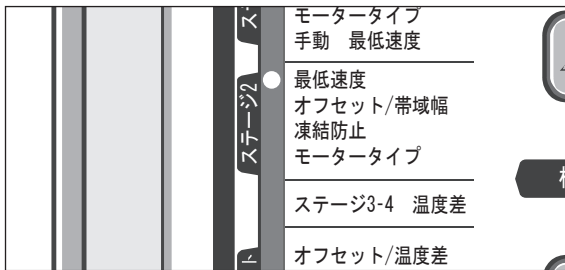 モータータイプ
手動　最低速度
ステージ2
最低速度
オフセット/帯域幅
凍結防止
モータータイプ
ステージ3-4　温度差
オフセット/温度差